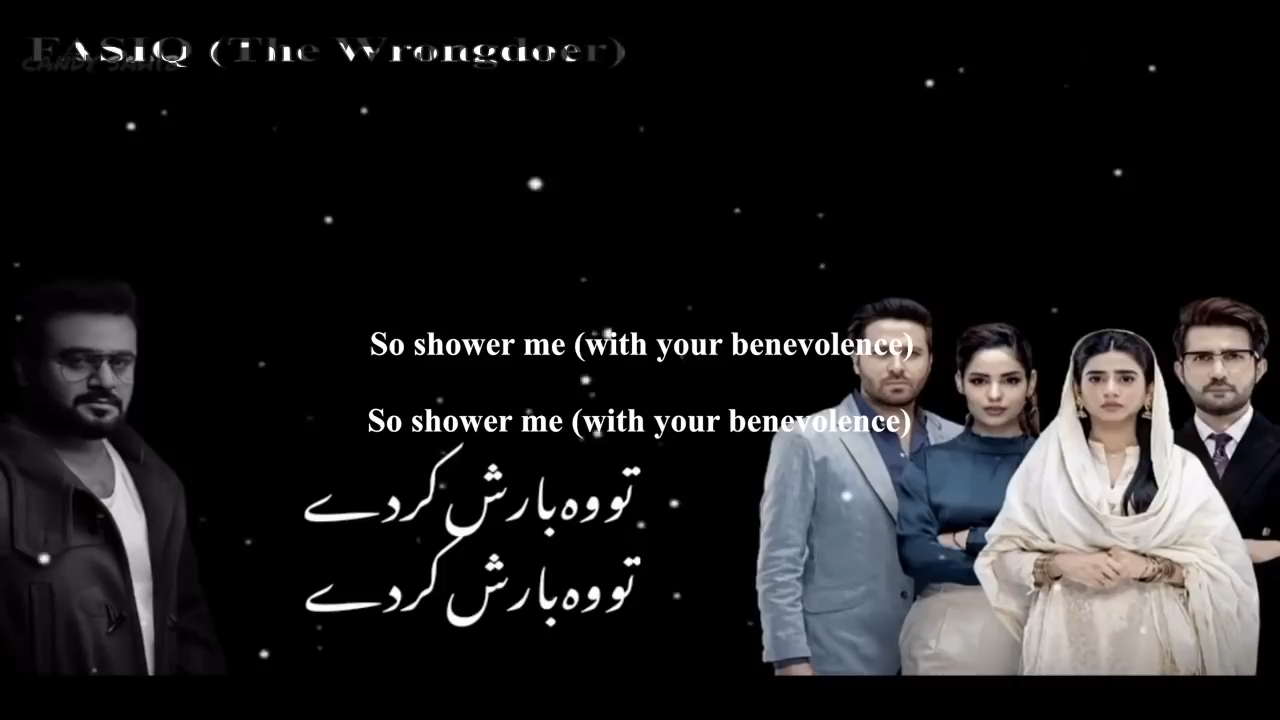 FASIQ (The Wrongdoer)
So shower me (with your benevolence)
So shower me (with your benevolence)
تو وہ بارش کر دے
تو وہ بارش کر دے